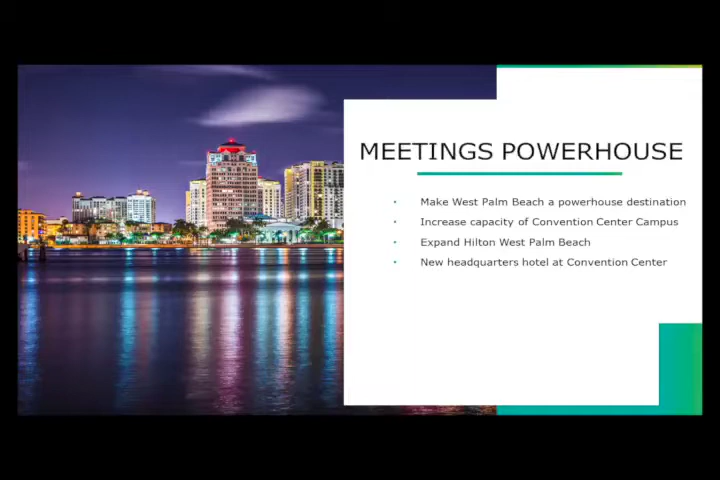 MEETINGS POWERHOUSE
• Make West Palm Beach a powerhouse destination
• Increase capacity of Convention Center Campus
• Expand Hilton West Palm Beach
• New headquarters hotel at Convention Center